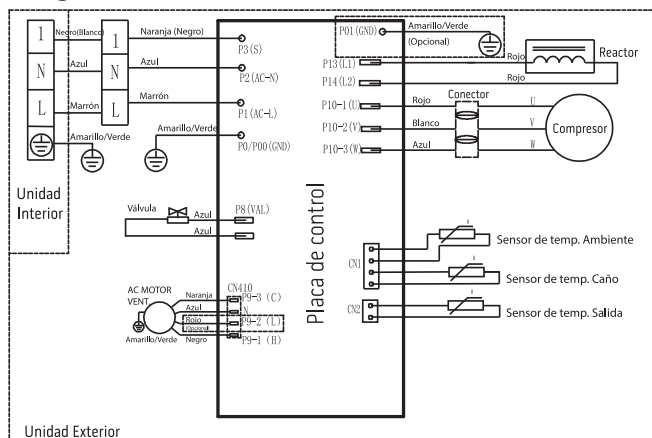 1
Negro(Blanco)
1
Naranja (Negro)
P3(S)
N
Azul
N
Azul
P2(AC-N)
L
Marrón
L
Marrón
P1(AC-L)
Amarillo/Verde
Amarillo/Verde
P0/P00(GND)
Unidad
Interior
Válvula
Azul
P8(VAL)
Azul
AC MOTOR
VENT.
Naranja
Azul
Rojo
(Opcional)
Negro
Amarillo/Verde
CN410
P9-3 (C)
N
P9-2 (L)
P9-1 (H)
Placa de control
P01(GND)
Amarillo/Verde
(Opcional)
P13(L1)
Rojo
Reactor
P14(L2)
Rojo
P10-1(U)
Rojo
Conector
U
P10-2(V)
Blanco
V
Compresor
P10-3(W)
Azul
W
CN1
Sensor de temp. Ambiente
Sensor de temp. Caño
CN2
Sensor de temp. Salida
Unidad Exterior